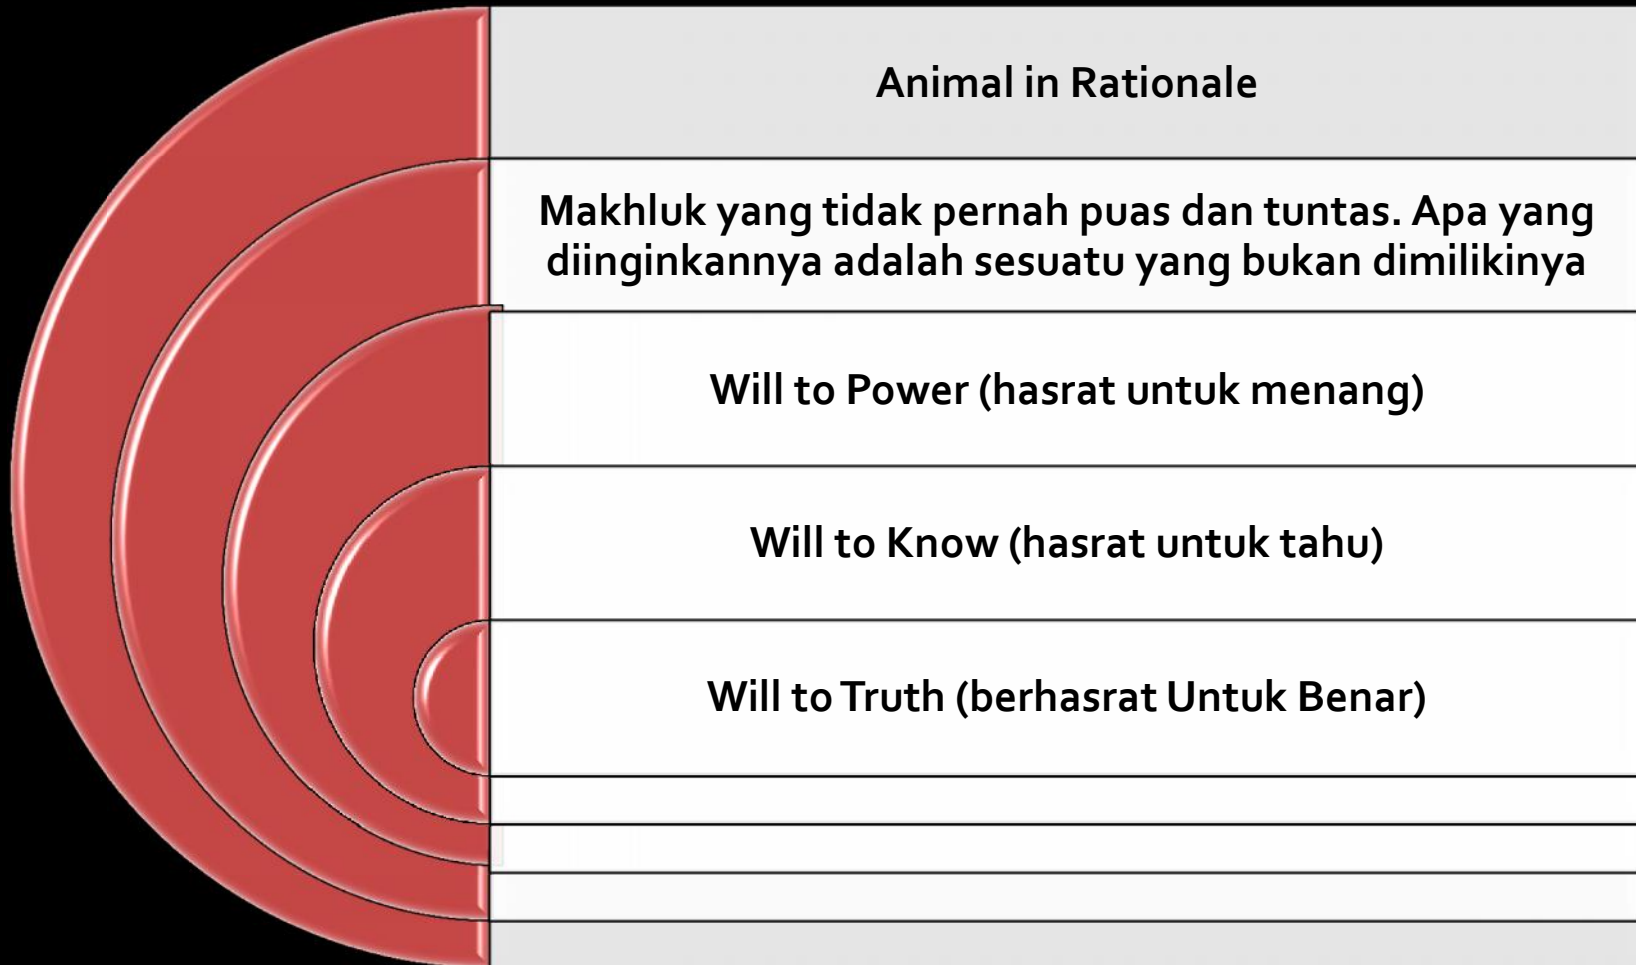 Animal in Rationale
Makhluk yang tidak pernah puas dan tuntas. Apa yang
diinginkannya adalah sesuatu yang bukan dimilikinya
Will to Power (hasrat untuk menang)
Will to Know (hasrat untuk tahu)
Will to Truth (berhasrat Untuk Benar)